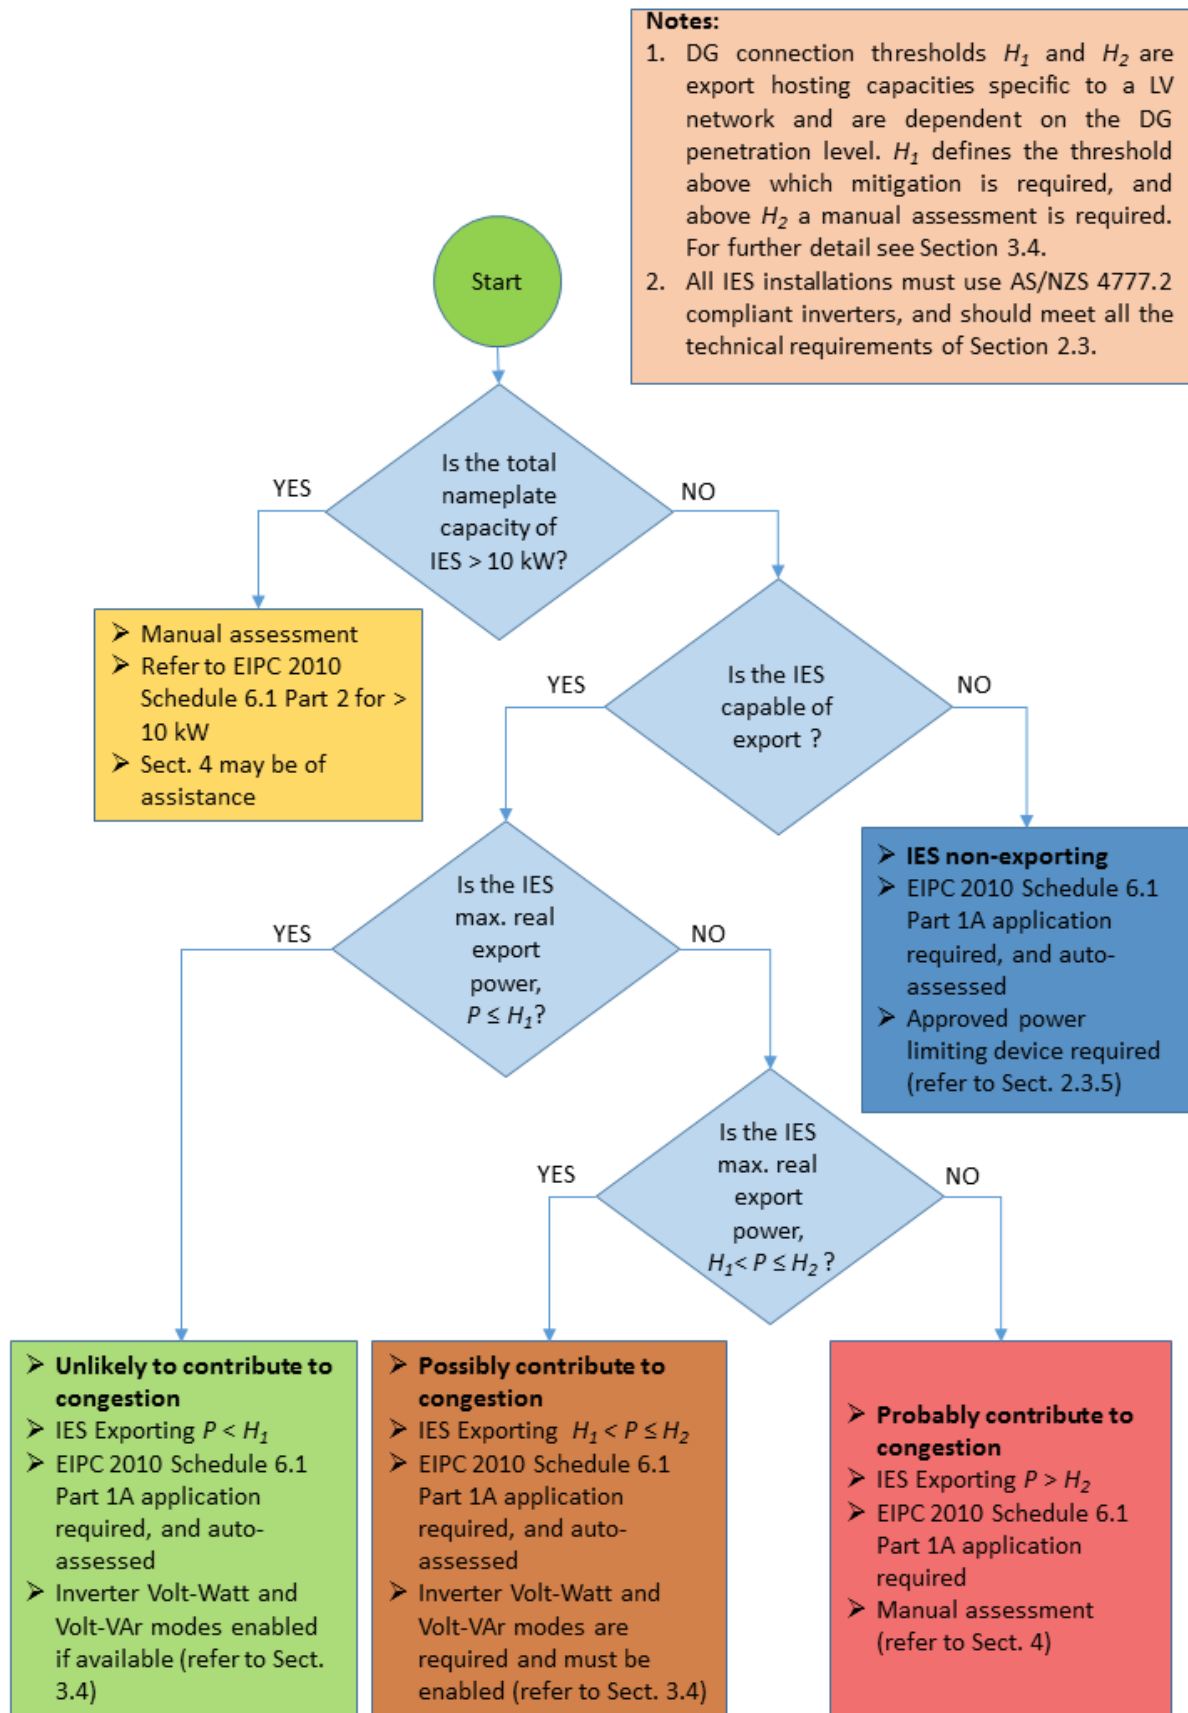 Notes:
1. DG connection thresholds H1 and H2 are
export hosting capacities specific to a LV
network and are dependent on the DG
penetration level. H1 defines the threshold
above which mitigation is required, and
above H2 a manual assessment is required.
For further detail see Section 3.4.
2. All IES installations must use AS/NZS 4777.2
compliant inverters, and should meet all the
technical requirements of Section 2.3.
Start
Is the total
nameplate
capacity of
IES > 10 kW?
YES
NO
➢ Manual assessment
➢ Refer to EIPC 2010
Schedule 6.1 Part 2 for >
10 kW
➢ Sect. 4 may be of
assistance
Is the IES
capable of
export ?
YES
NO
➢ IES non-exporting
➢ EIPC 2010 Schedule 6.1
Part 1A application
required, and auto-
assessed
➢ Approved power
limiting device required
(refer to Sect. 2.3.5)
Is the IES
max. real
export
power,
P ≤ H1?
YES
NO
Is the IES
max. real
export
power,
H1< P ≤ H2 ?
YES
NO
➢ Unlikely to contribute to
congestion
➢ IES Exporting P < H1
➢ EIPC 2010 Schedule 6.1
Part 1A application
required, and auto-
assessed
➢ Inverter Volt-Watt and
Volt-VAr modes enabled
if available (refer to Sect.
3.4)
➢ Possibly contribute to
congestion
➢ IES Exporting H1 < P ≤ H2
➢ EIPC 2010 Schedule 6.1
Part 1A application
required, and auto-
assessed
➢ Inverter Volt-Watt and
Volt-VAr modes are
required and must be
enabled (refer to Sect. 3.4)
➢ Probably contribute to
congestion
➢ IES Exporting P > H2
➢ EIPC 2010 Schedule 6.1
Part 1A application
required
➢ Manual assessment
(refer to Sect. 4)